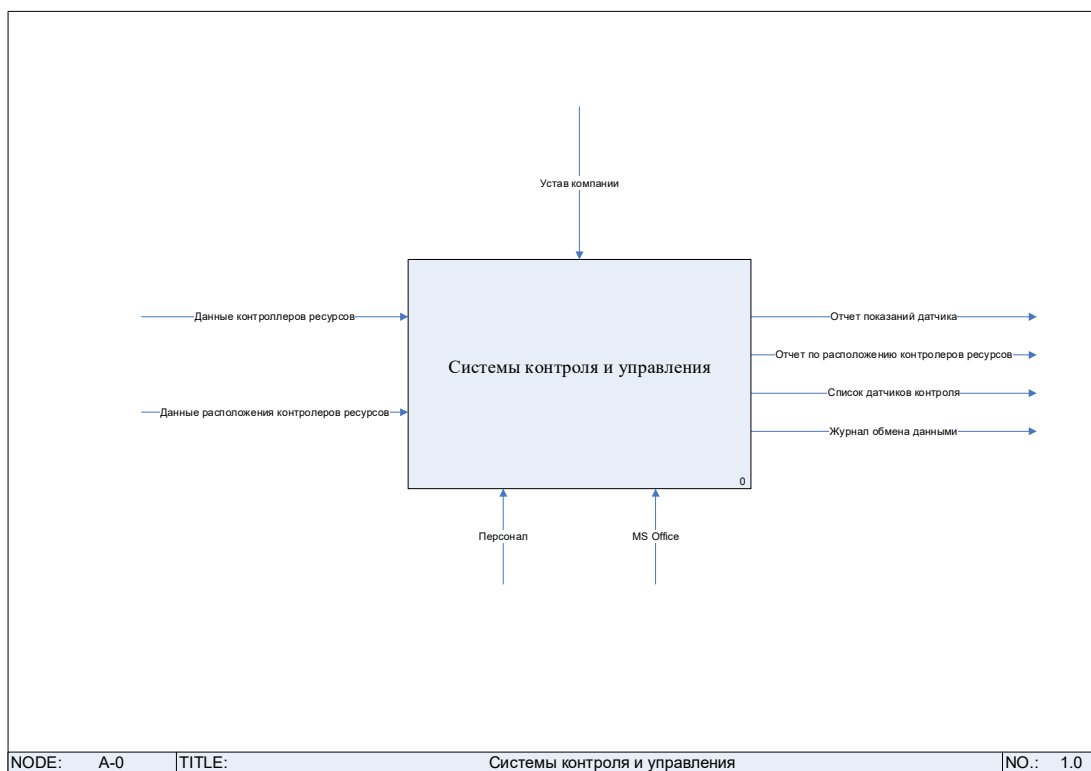 Устав компании
Данные контроллеров ресурсов
Отчет показаний датчика
Отчет по расположению контролеров ресурсов
Системы контроля и управления
Список датчиков контроля
Данные расположения контролеров ресурсов
Журнал обмена данными
0
Персонал
MS Office
NODE: A-0 TITLE: Системы контроля и управления NO.: 1.0